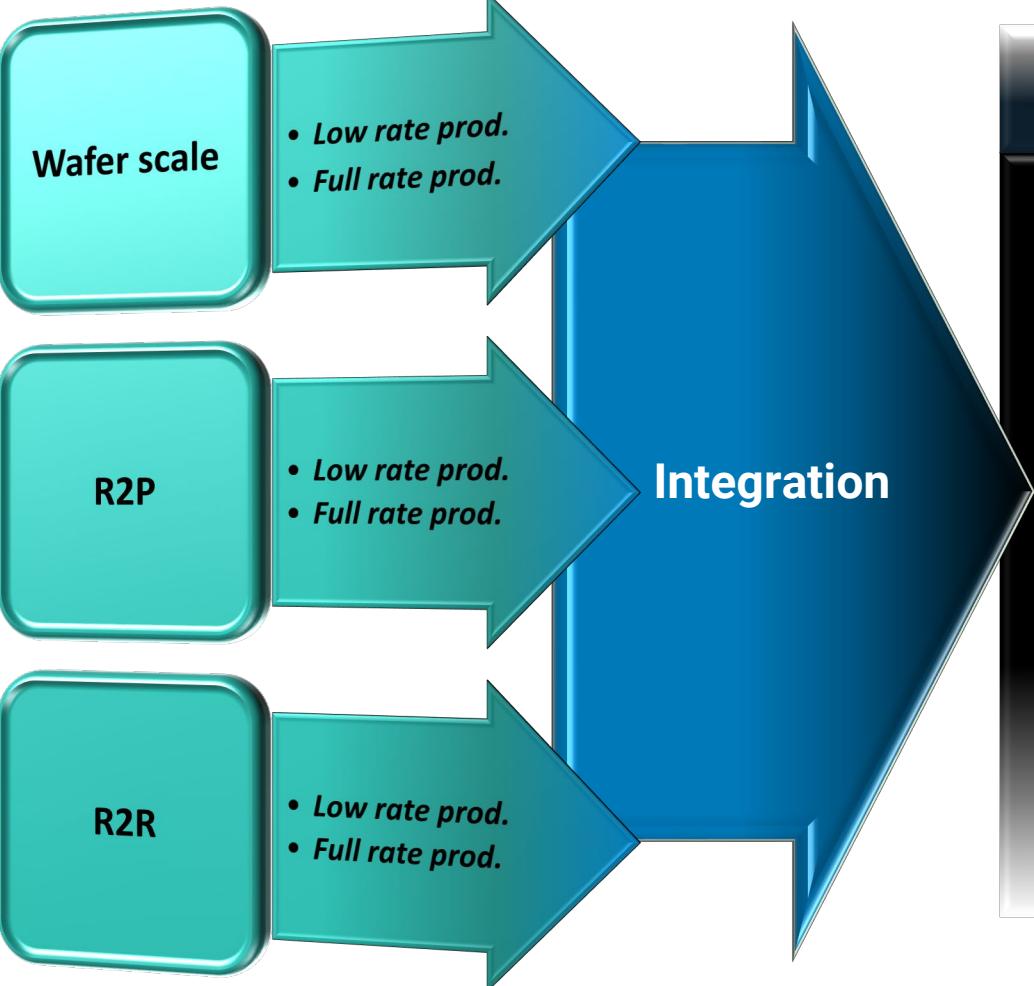 Wafer scale
• Low rate prod.
• Full rate prod.
R2P
• Low rate prod.
• Full rate prod.
Integration
R2R
• Low rate prod.
• Full rate prod.